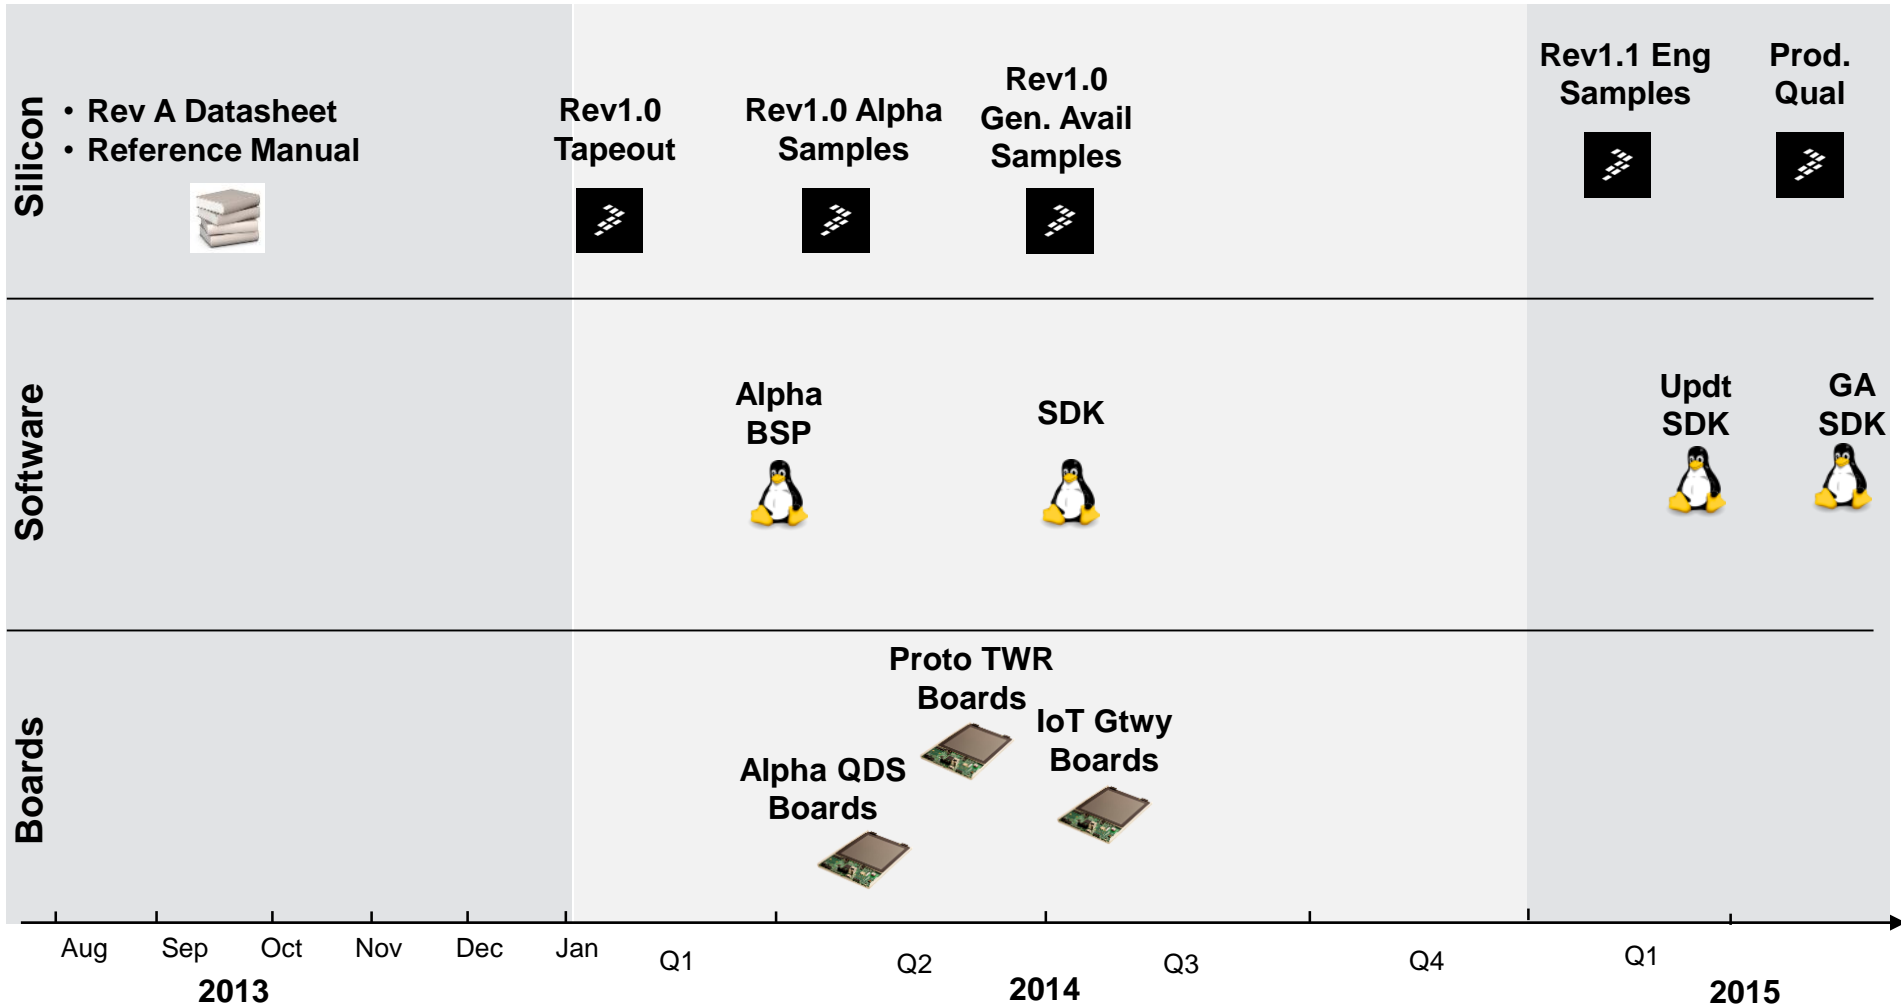 Silicon
• Rev A Datasheet
• Reference Manual
Rev1.0
Tapeout
Rev1.0 Alpha
Samples
Rev1.0
Gen. Avail
Samples
Rev1.1 Eng
Samples
Prod.
Qual
Software
Alpha
BSP
SDK
Updt
SDK
GA
SDK
Boards
Proto TWR
Boards
IoT Gtwy
Boards
Alpha QDS
Boards
Aug Sep Oct Nov Dec Jan Q1 Q2 Q3 Q4 Q1
2013 2014 2015